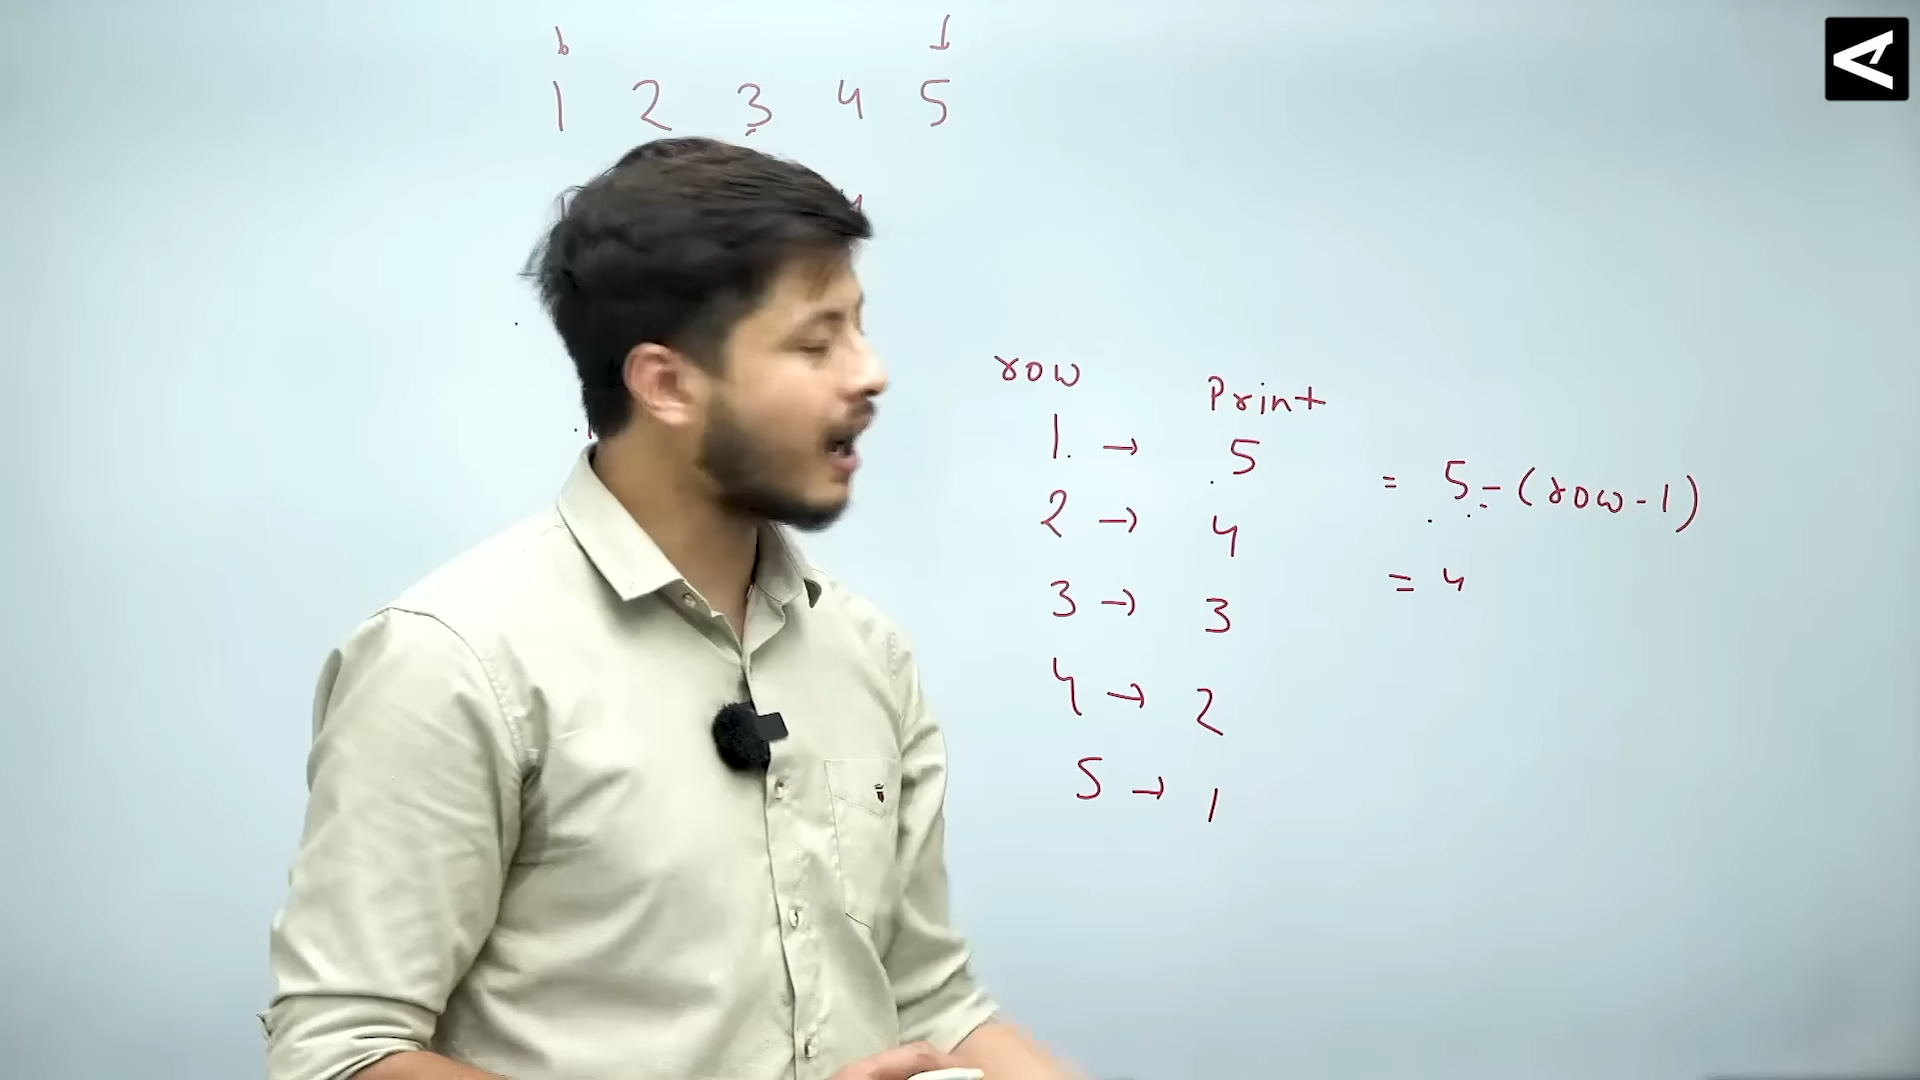 1 2 3 4 5
row Print
1. → 5 = 5-(row-1)
2 → 4 = 4
3 → 3
4 → 2
5 → 1